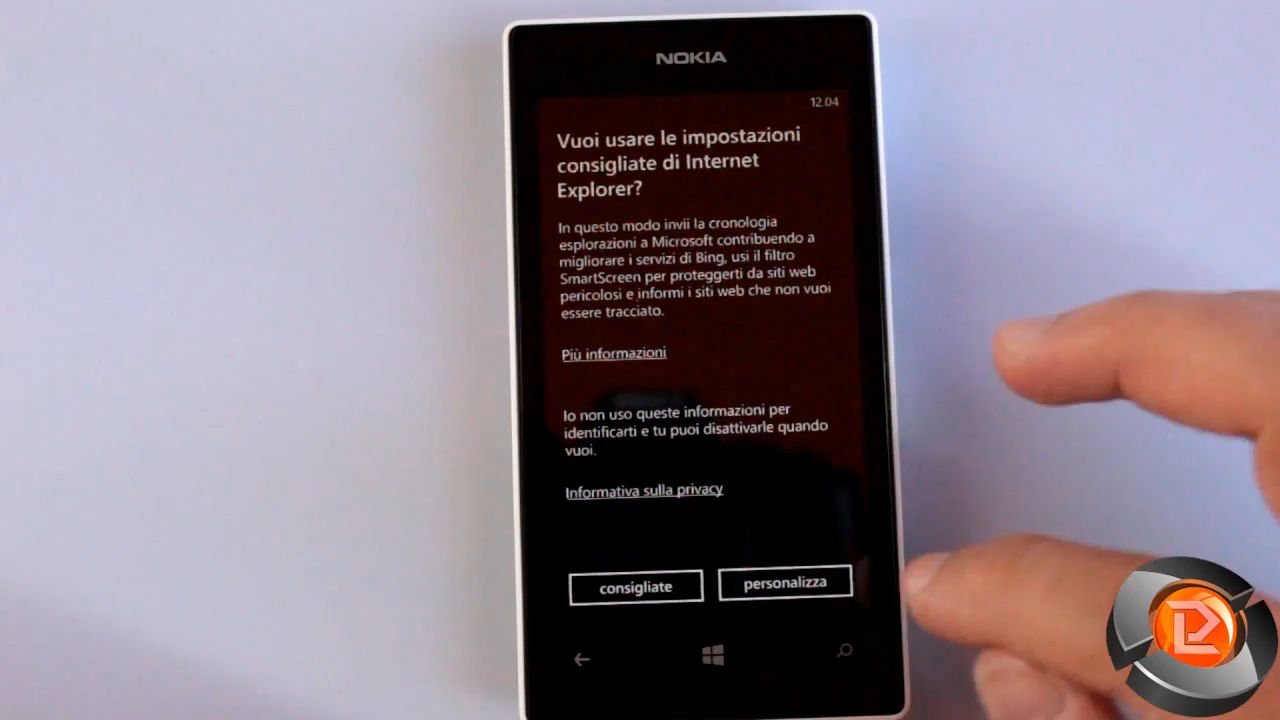 NOKIA
12.04
Vuoi usare le impostazioni
consigliate di Internet
Explorer?
In questo modo invii la cronologia
esplorazioni a Microsoft contribuendo a
migliorare i servizi di Bing, usi il filtro
SmartScreen per proteggerti da siti web
pericolosi e informi i siti web che non vuoi
essere tracciato.
Più informazioni
Io non uso queste informazioni per
identificarti e tu puoi disattivarle quando
vuoi.
Informativa sulla privacy
consigliate
personalizza